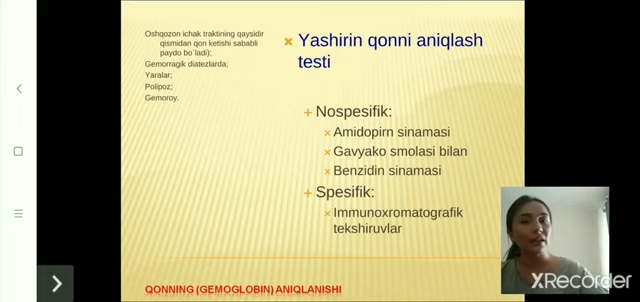 Oshqozon ichak traktining qaysidir
qismidan qon ketishi sababli
paydo bo`ladi);
Gemorragik diatezlarda;
Yaralar;
Polipoz;
Gemoroy.
Yashirin qonni aniqlash
testi
Nospesifik:
Amidopirn sinamasi
Gavyako smolasi bilan
Benzidin sinamasi
Spesifik:
Immunoxromatografik
tekshiruvlar
QONNING (GEMOGLOBIN) ANIQLANISHI
XRecorder